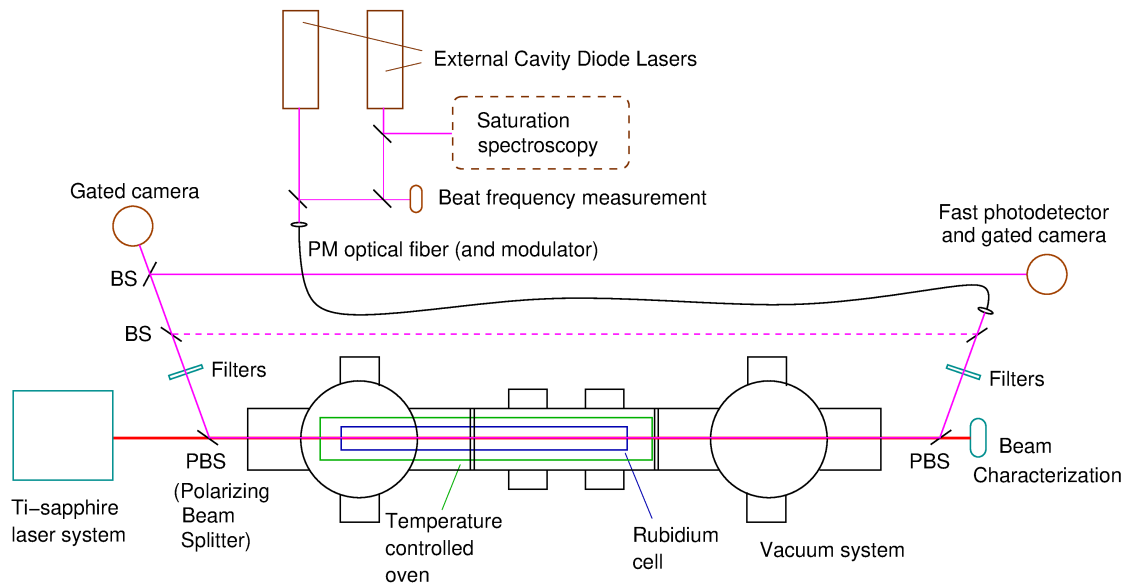 External Cavity Diode Lasers
Saturation
spectroscopy
Gated camera
Beat frequency measurement
Fast photodetector
and gated camera
PM optical fiber (and modulator)
BS
BS
Filters
Filters
PBS
(Polarizing
Beam
Splitter)
PBS
Beam
Characterization
Ti−sapphire
laser system
Temperature
controlled
oven
Rubidium
cell
Vacuum system